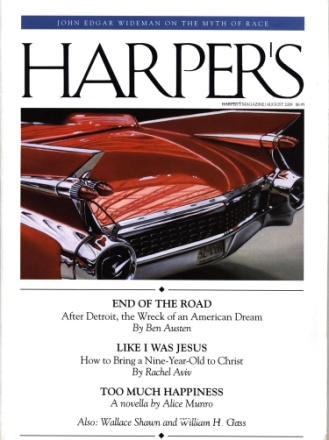 JOHN EDGAR WIDEMAN ON THE MYTH OF RACE
HARPER'S
HARPER'S MAGAZINE/AUGUST 2009 $6.95
END OF THE ROAD
After Detroit, the Wreck of an American Dream
By Ben Austen
LIKE I WAS JESUS
How to Bring a Nine-Year-Old to Christ
By Rachel Aviv
TOO MUCH HAPPINESS
A novella by Alice Munro
Also: Wallace Shawn and William H. Gass